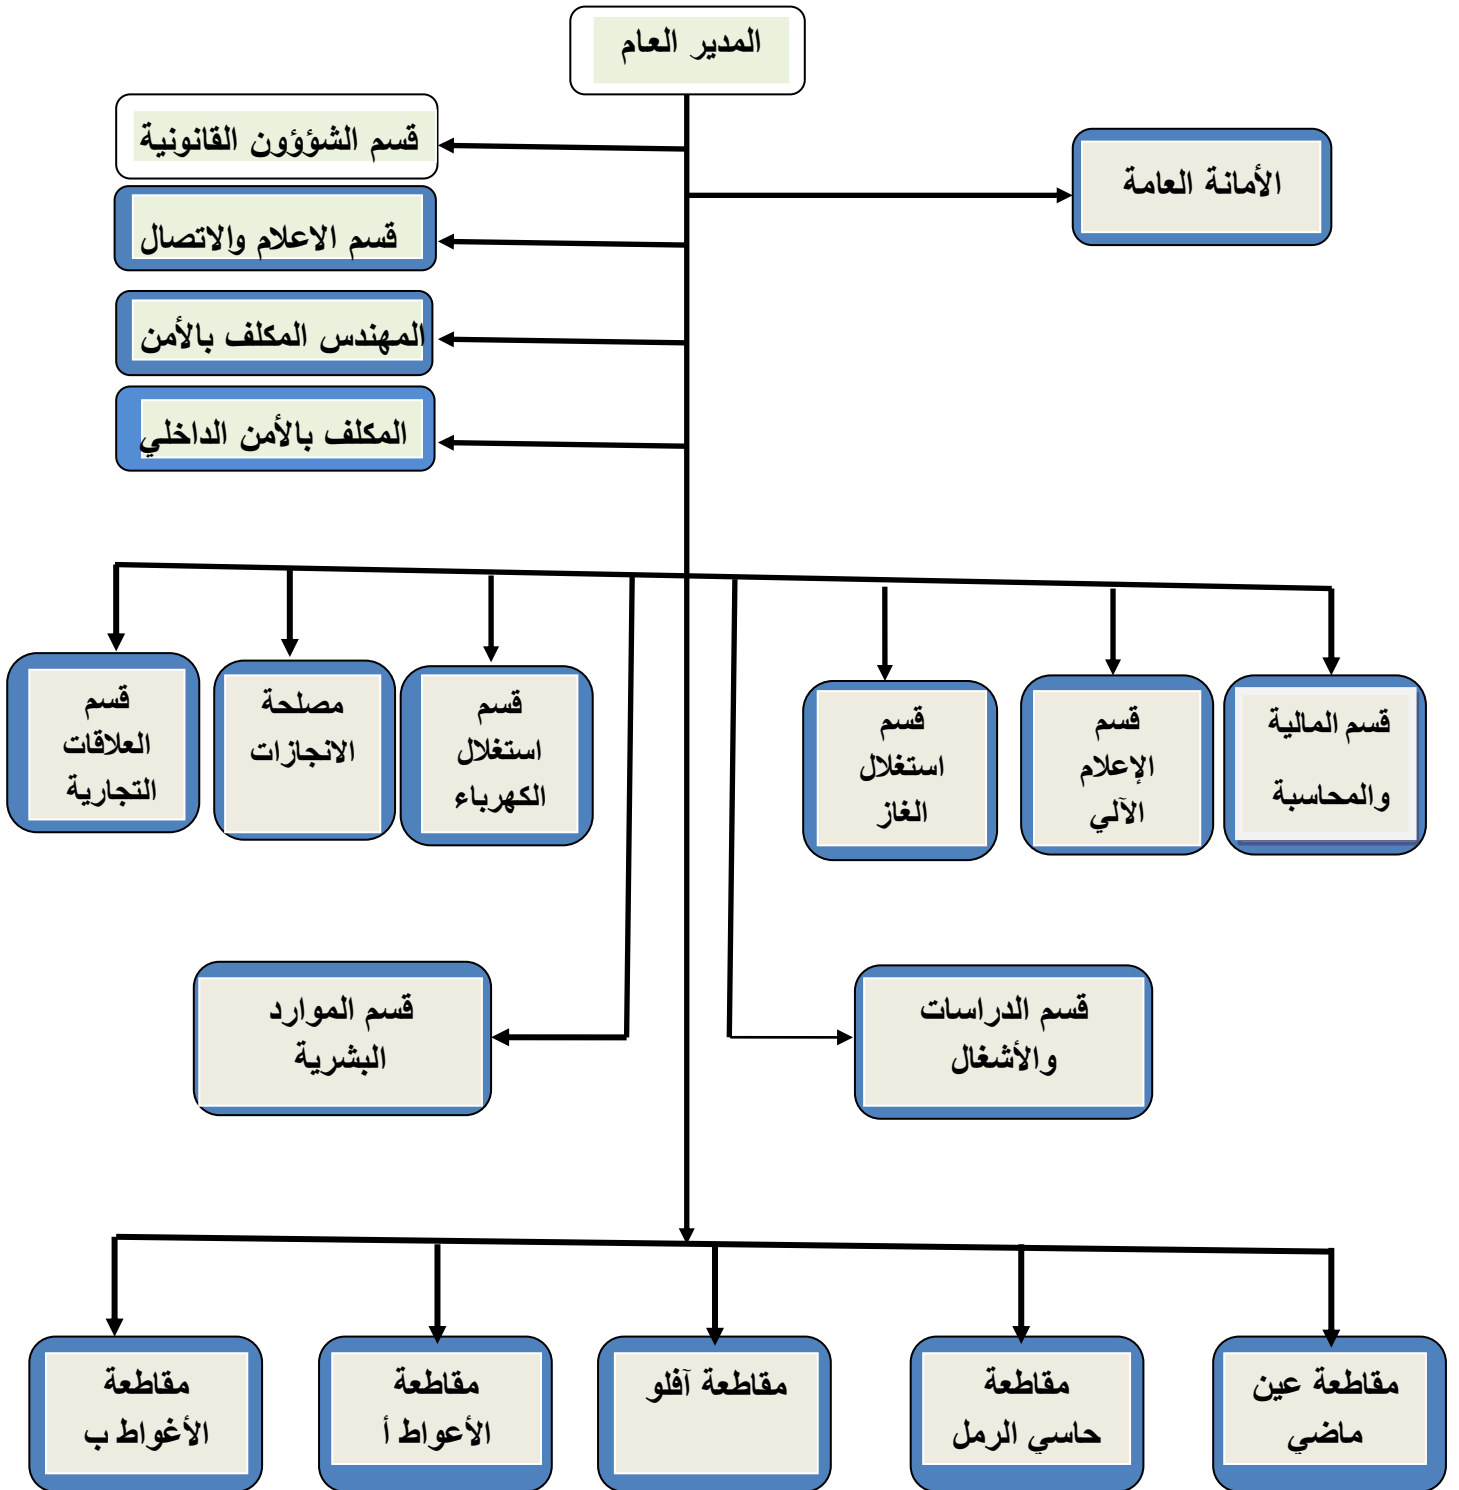 المدير العام
قسم الشؤوؤون القانونية
الأمانة العامة
قسم الاعلام والاتصال
المهندس المكلف بالأمن
المكلف بالأمن الداخلي
قسم المالية
والمحاسبة
قسم
الإعلام
الآلي
قسم
استغلال
الغاز
قسم
استغلال
الكهرباء
مصلحة
الانجازات
قسم
العلاقات
التجارية
قسم الدراسات
والأشغال
قسم الموارد
البشرية
مقاطعة عين
ماضي
مقاطعة
حاسي الرمل
مقاطعة آفلو
مقاطعة
الأعواط أ
مقاطعة
الأغواط ب